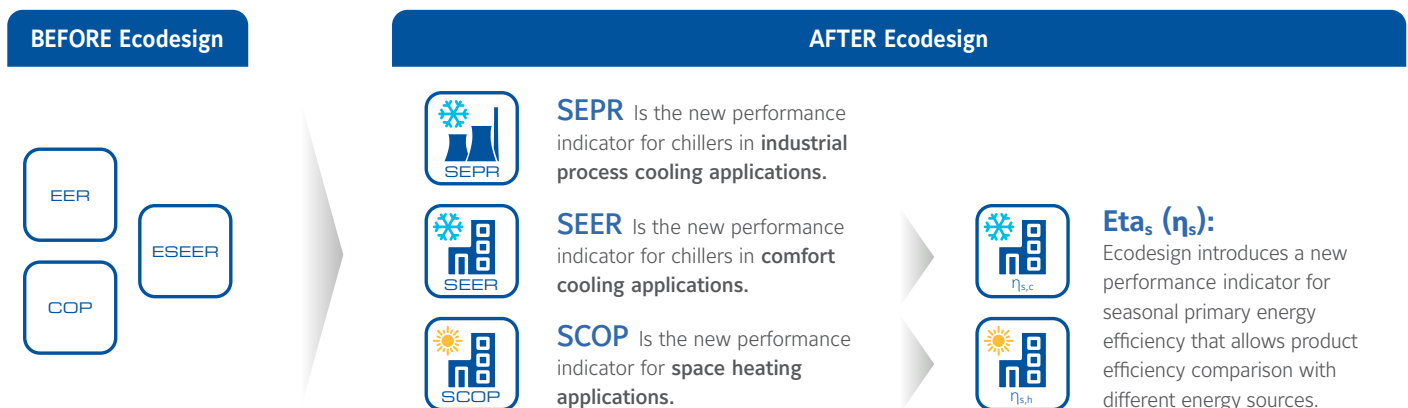 BEFORE Ecodesign
EER
COP
ESEER
AFTER Ecodesign
SEPR
SEPR Is the new performance
indicator for chillers in industrial
process cooling applications.
SEER
SEER Is the new performance
indicator for chillers in comfort
cooling applications.
SCOP
SCOP Is the new performance
indicator for space heating
applications.
ηs,c
ηs,h
Etas (ηs):
Ecodesign introduces a new
performance indicator for
seasonal primary energy
efficiency that allows product
efficiency comparison with
different energy sources.